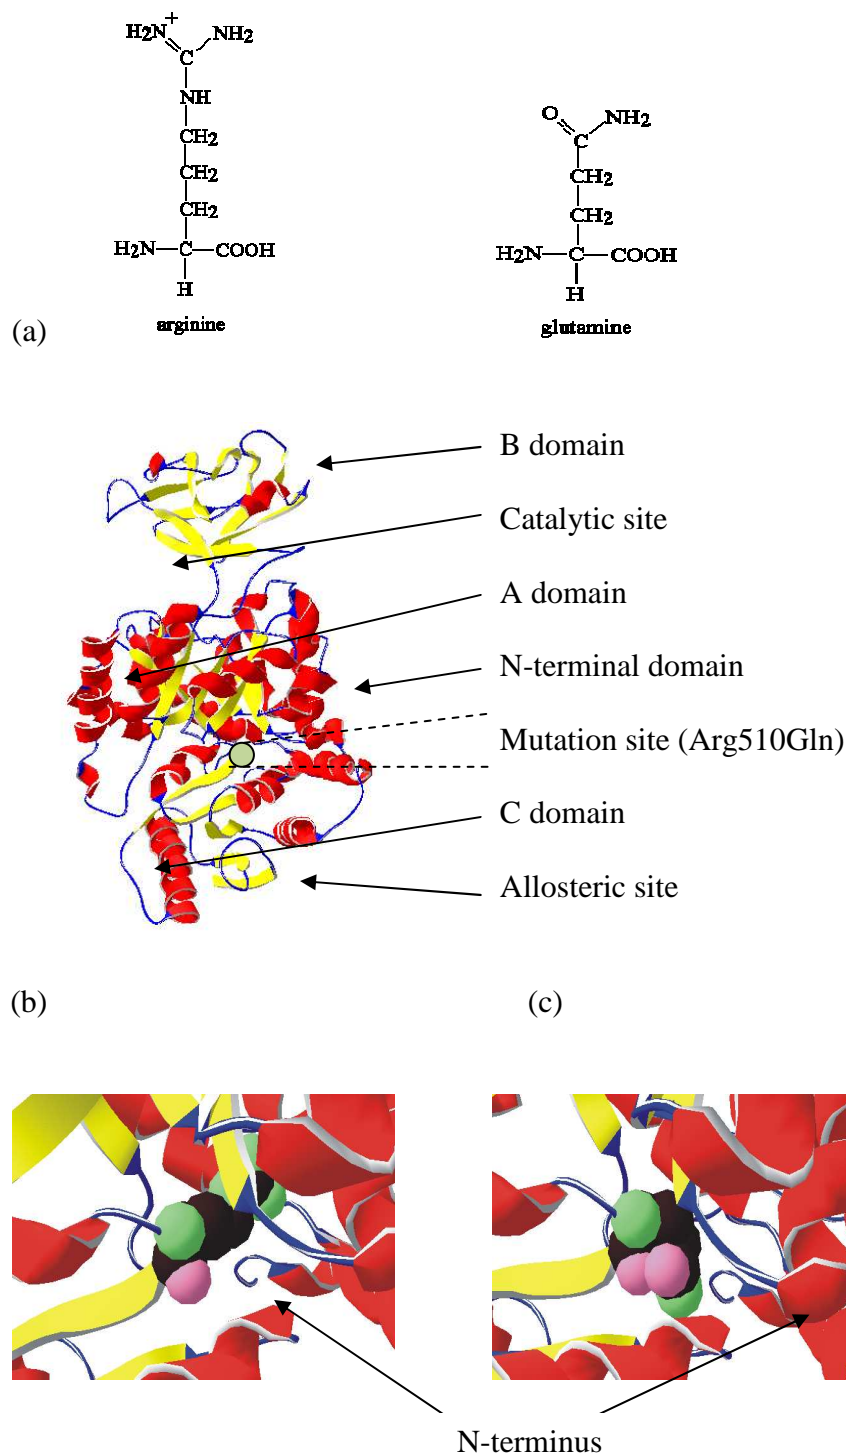 H2N + NH2
C
NH
CH2
CH2
CH2
H2N C COOH
H
arginine
O NH2
C
CH2
CH2
H2N C COOH
H
glutamine
(a)
B domain
Catalytic site
A domain
N-terminal domain
Mutation site (Arg510Gln)
C domain
Allosteric site
(b)
(c)
N-terminus